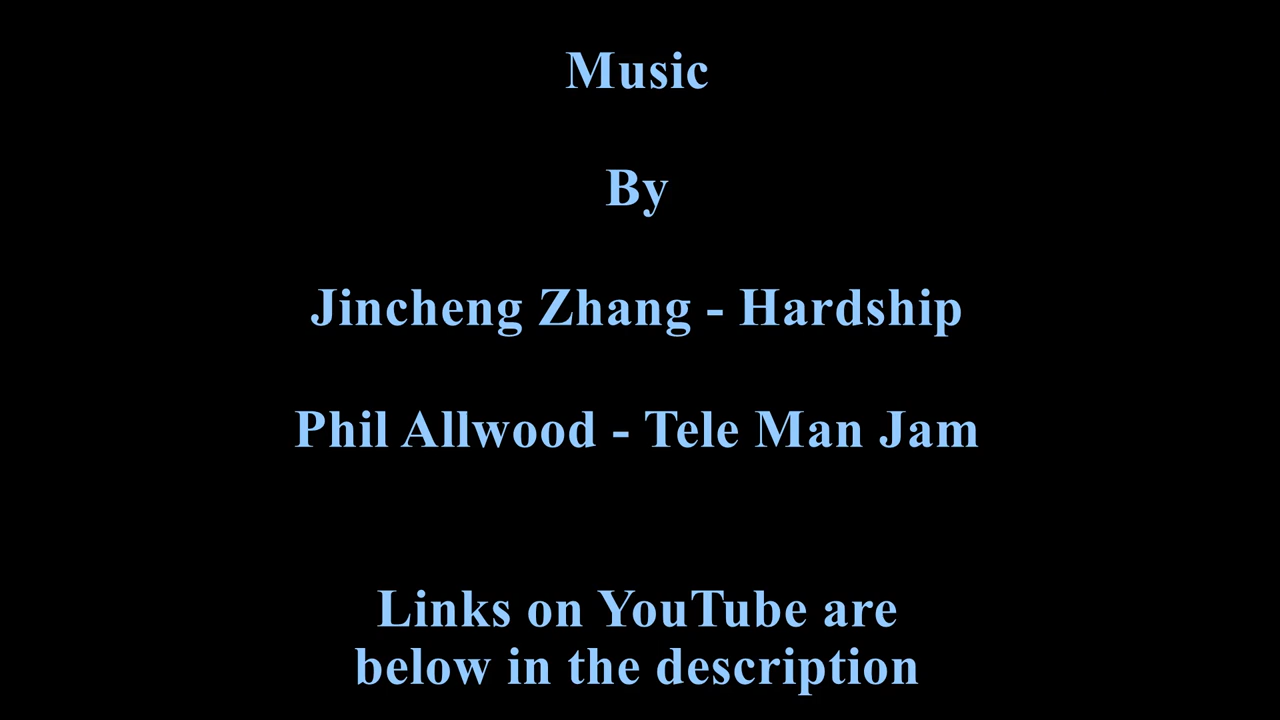 Music
By
Jincheng Zhang - Hardship
Phil Allwood - Tele Man Jam
Links on YouTube are
below in the description